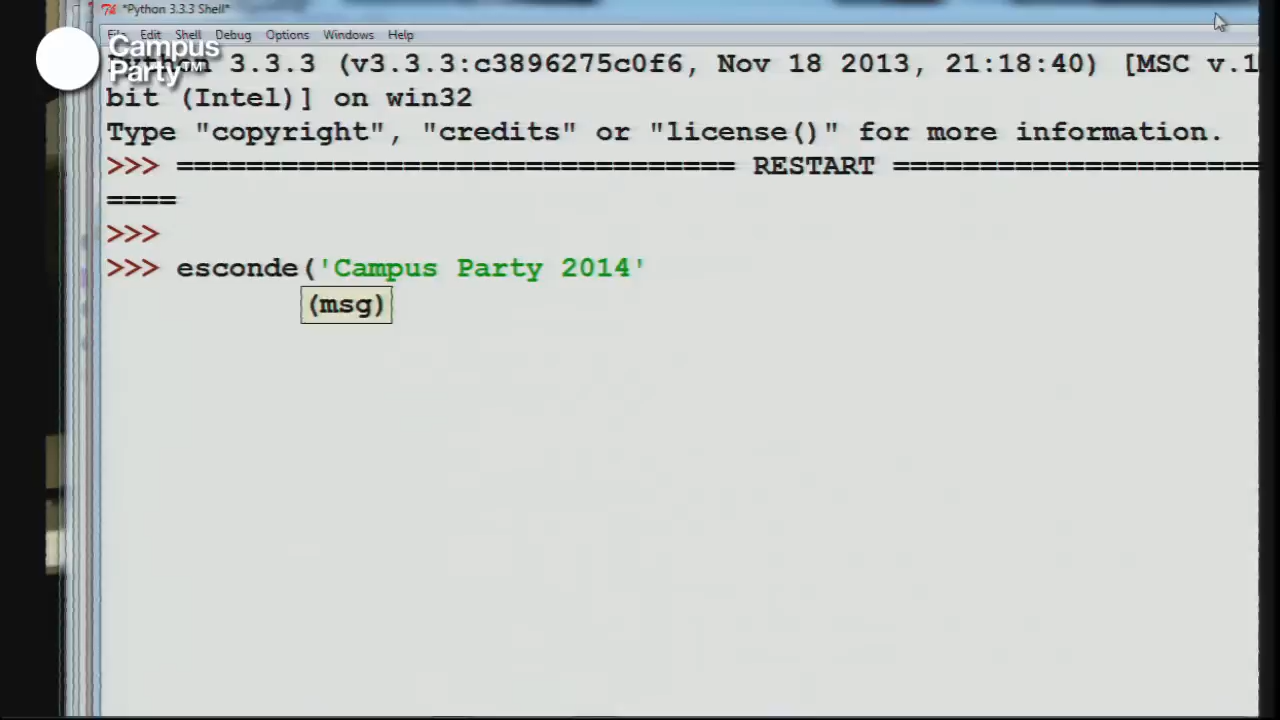 *Python 3.3.3 Shell*
File Edit Shell Debug Options Windows Help
Campus
Party™
Python 3.3.3 (v3.3.3:c3896275c0f6, Nov 18 2013, 21:18:40) [MSC v.1
bit (Intel)] on win32
Type "copyright", "credits" or "license()" for more information.
>>> ================================ RESTART =====================
====
>>>
>>> esconde('Campus Party 2014'
(msg)